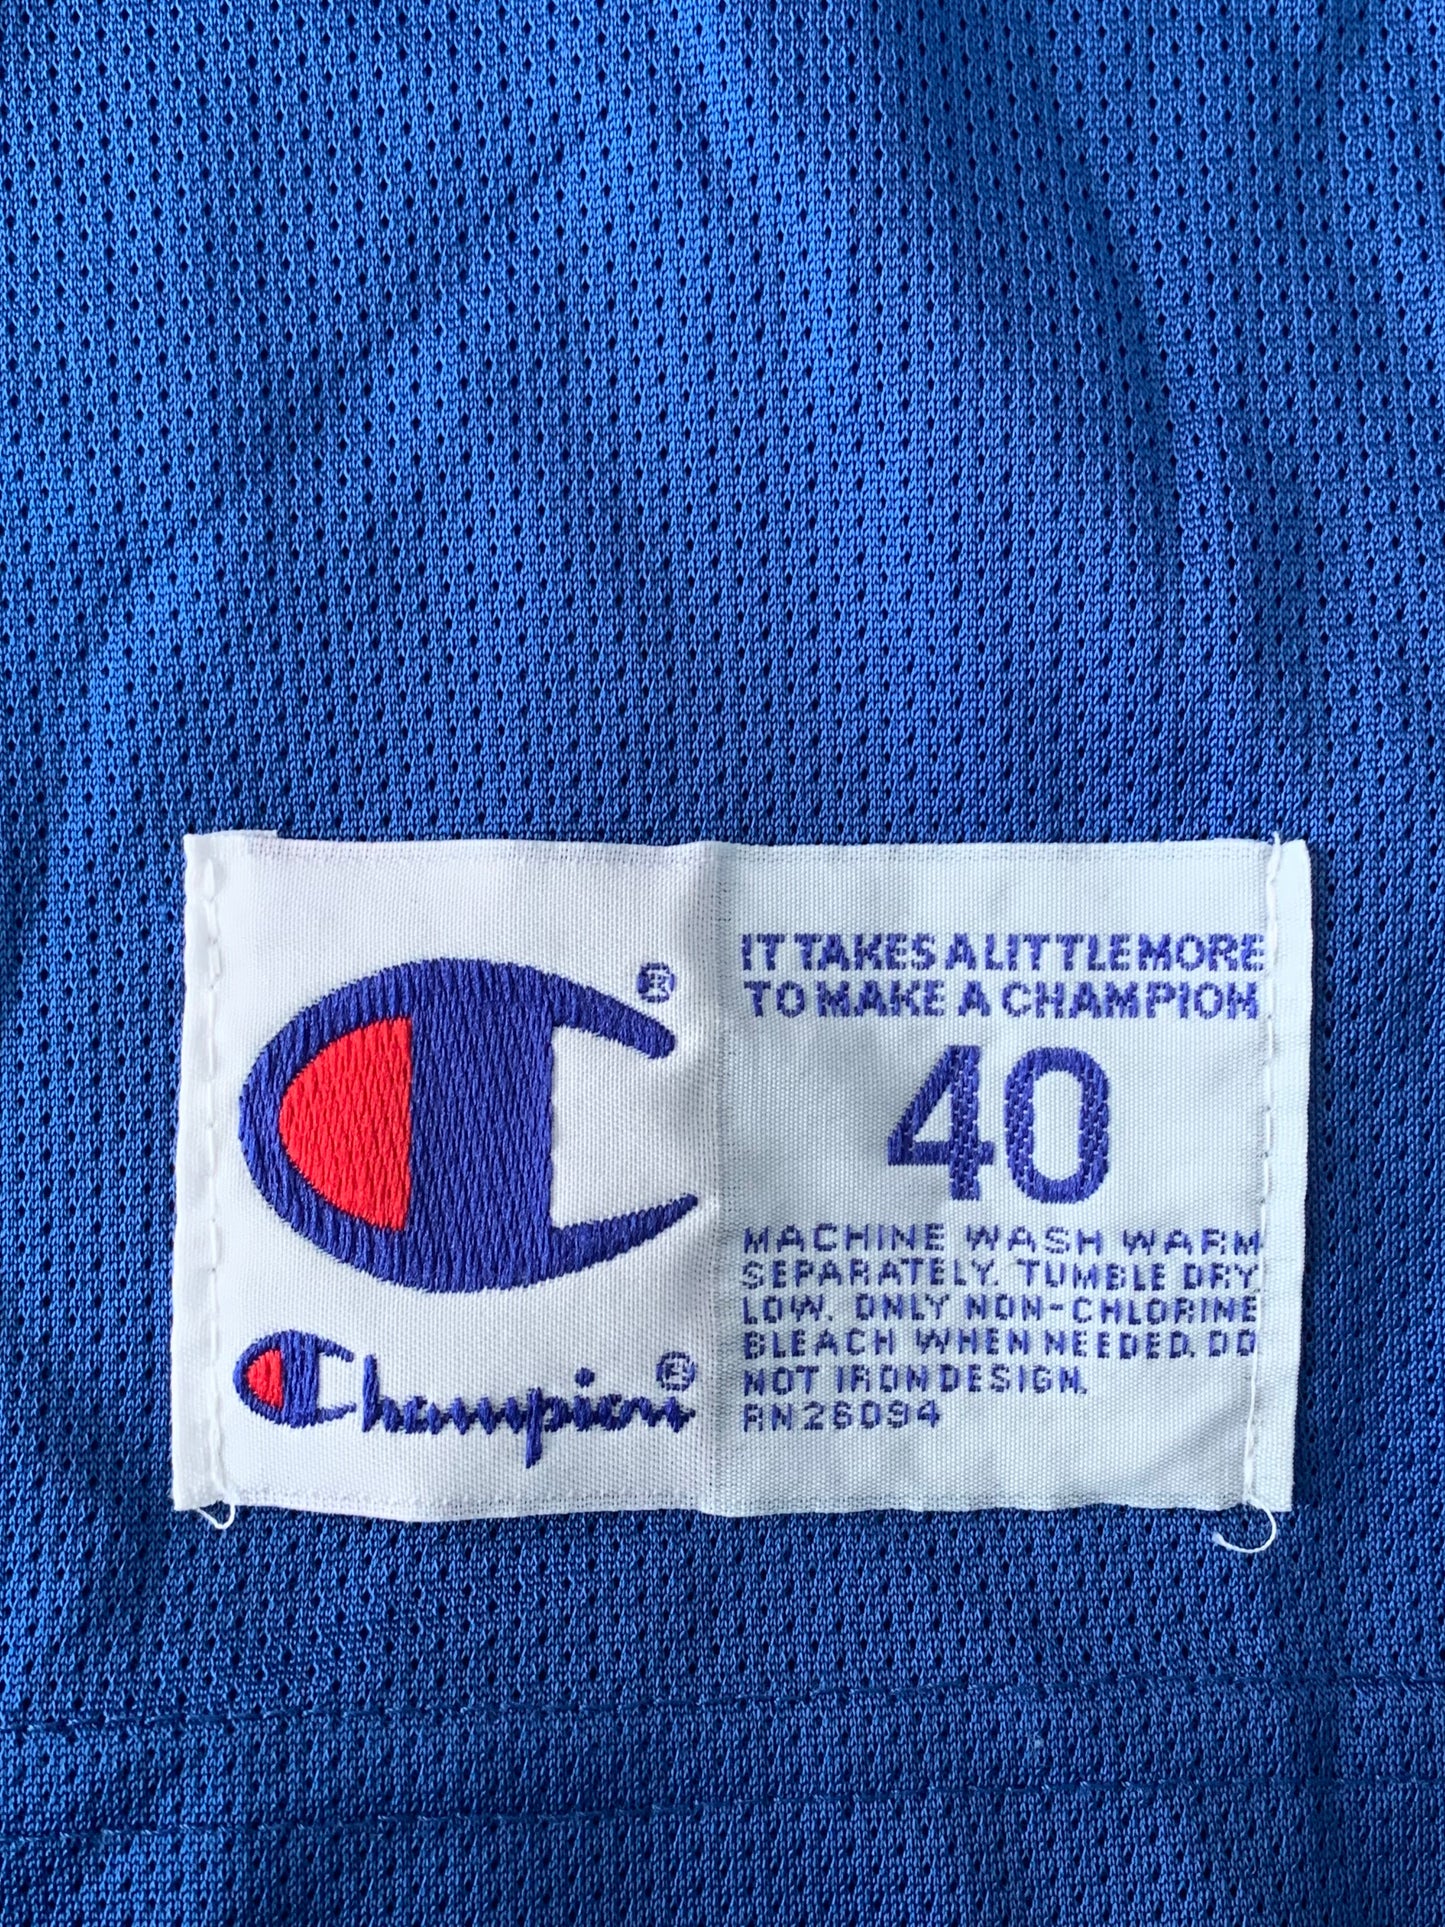 IT TAKES A LITTLE MORE
TO MAKE A CHAMPION
40
MACHINE WASH WARM
SEPARATELY. TUMBLE DRY
LOW. ONLY NON-CHLORINE
BLEACH WHEN NEEDED. DO
NOT IRON DESIGN.
RN26094
®
Champion®